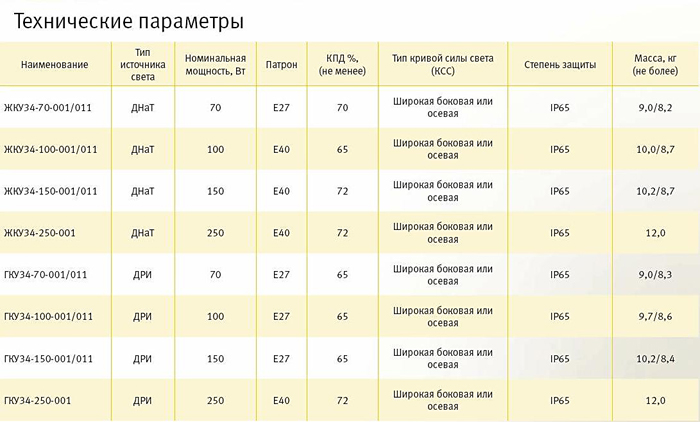 Технические параметры
Наименование
Тип
источника
света
Номинальная
мощность, Вт
Патрон
КПД %,
(не менее)
Тип кривой силы света
(КСС)
Степень защиты
Масса, кг
(не более)
ЖКУ34-70-001/011 ДНаТ 70 E27 70 Широкая боковая или IP65 9,0/8,2
осевая
ЖКУ34-100-001/011 ДНаТ 100 E40 65 Широкая боковая или IP65 10,0/8,7
осевая
ЖКУ34-150-001/011 ДНаТ 150 E40 72 Широкая боковая или IP65 10,2/8,7
осевая
ЖКУ34-250-001 ДНаТ 250 E40 72 Широкая боковая или IP65 12,0
осевая
ГКУ34-70-001/011 ДРИ 70 E27 65 Широкая боковая или IP65 9,0/8,3
осевая
ГКУ34-100-001/011 ДРИ 100 E27 65 Широкая боковая или IP65 9,7/8,6
осевая
ГКУ34-150-001/011 ДРИ 150 E27 65 Широкая боковая или IP65 10,2/8,4
осевая
ГКУ34-250-001 ДРИ 250 E40 72 Широкая боковая или IP65 12,0
осевая